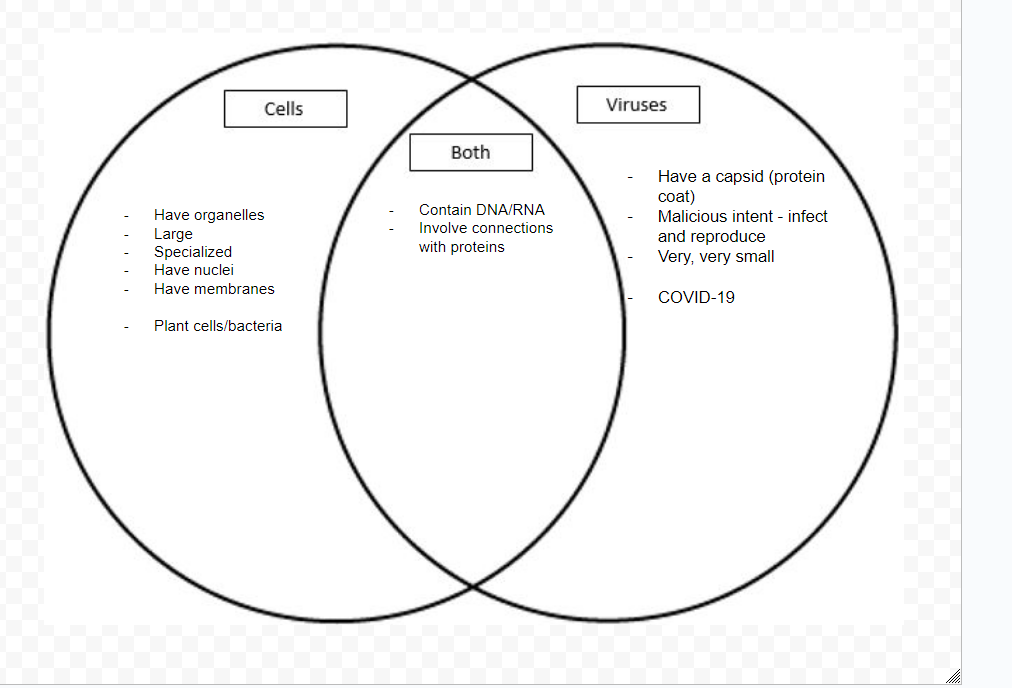 Cells
- Have organelles
- Large
- Specialized
- Have nuclei
- Have membranes
- Plant cells/bacteria
Both
- Contain DNA/RNA
- Involve connections
with proteins
Viruses
- Have a capsid (protein
coat)
- Malicious intent - infect
and reproduce
- Very, very small
- COVID-19